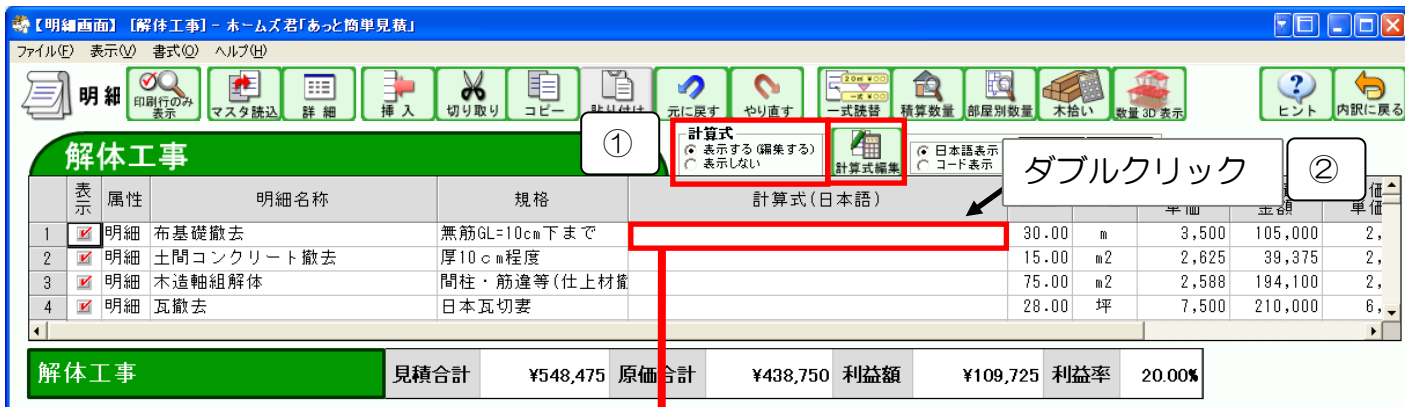 【明細画面】［解体工事］- ホームズ君「あっと簡単見積」
ファイル(F) 表示(V) 書式(O) ヘルプ(H)
明 細 印刷行のみ表示 マスタ読込 詳 細 挿 入 切り取り コピー 貼り付け 元に戻す やり直す 一式読替 積算数量 部屋別数量 木拾い 数量3D表示 ヒント 内訳に戻る
解体工事 ① 計算式 表示する(編集する) 表示しない 計算式編集 日本語表示 コード表示 ダブルクリック ②
表示 属性 明細名称 規格 計算式(日本語) 単価 金額 単価
1 明細 布基礎撤去 無筋GL=10cm下まで 30.00 m 3,500 105,000 2,
2 明細 土間コンクリート撤去 厚10cm程度 15.00 m2 2,625 39,375 2,
3 明細 木造軸組解体 間柱・筋違等(仕上材撤 75.00 m2 2,588 194,100 2,
4 明細 瓦撤去 日本瓦切妻 28.00 坪 7,500 210,000 6,
解体工事 見積合計 ¥548,475 原価合計 ¥438,750 利益額 ¥109,725 利益率 20.00%